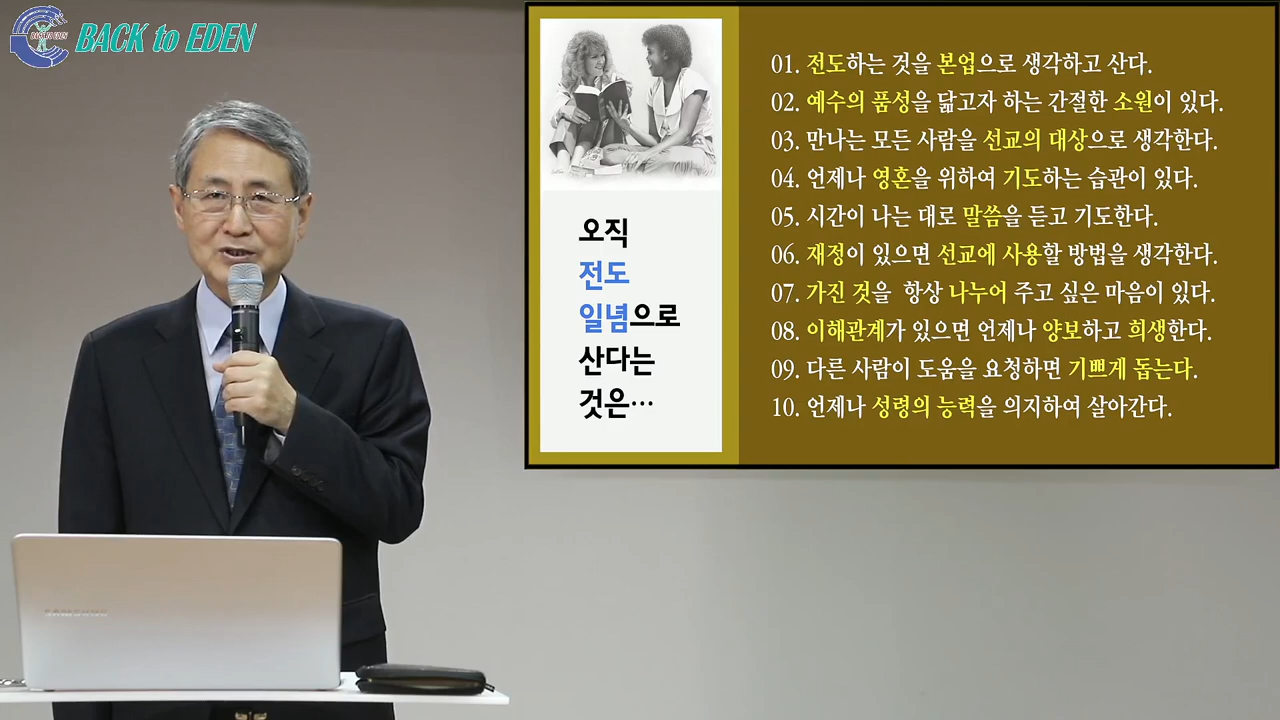 BACK to EDEN
BACK TO EDEN
오직
전도
일념으로
산다는
것은…
01. 전도하는 것을 본업으로 생각하고 산다.
02. 예수의 품성을 닮고자 하는 간절한 소원이 있다.
03. 만나는 모든 사람을 선교의 대상으로 생각한다.
04. 언제나 영혼을 위하여 기도하는 습관이 있다.
05. 시간이 나는 대로 말씀을 듣고 기도한다.
06. 재정이 있으면 선교에 사용할 방법을 생각한다.
07. 가진 것을 항상 나누어 주고 싶은 마음이 있다.
08. 이해관계가 있으면 언제나 양보하고 희생한다.
09. 다른 사람이 도움을 요청하면 기쁘게 돕는다.
10. 언제나 성령의 능력을 의지하여 살아간다.
SAMSUNG